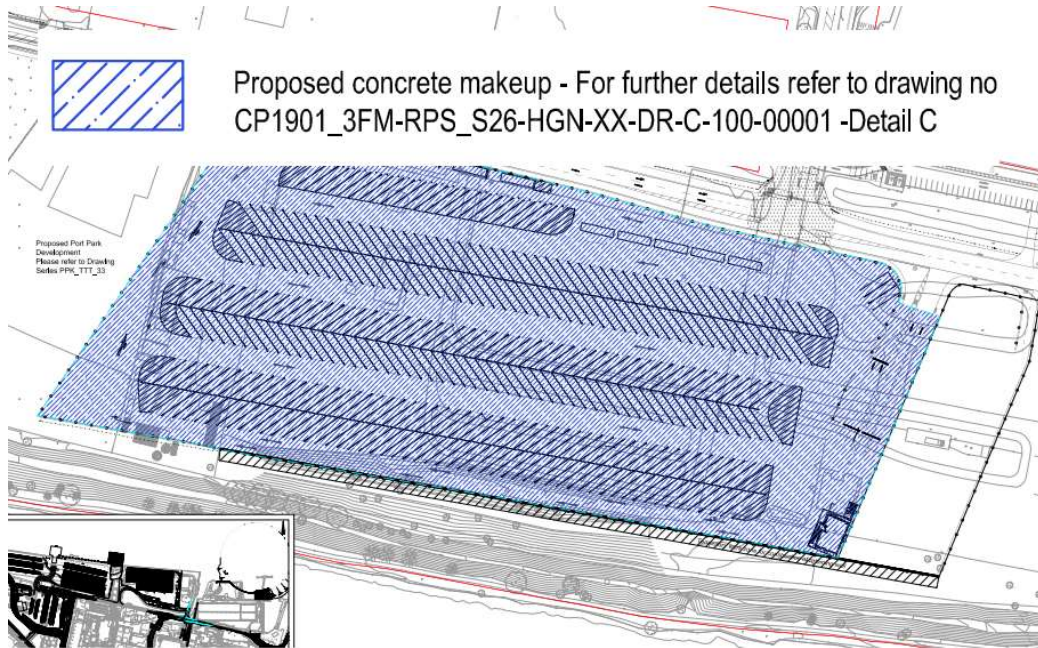 Proposed concrete makeup - For further details refer to drawing no
CP1901_3FM-RPS_S26-HGN-XX-DR-C-100-00001 -Detail C
Proposed Port Park
Development
Please refer to Drawing
Series PPK_TTT_33